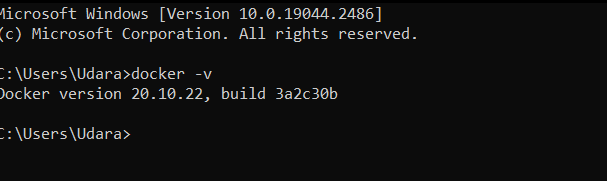 Microsoft Windows [Version 10.0.19044.2486]
(c) Microsoft Corporation. All rights reserved.
C:\Users\Udara>docker -v
Docker version 20.10.22, build 3a2c30b
C:\Users\Udara>